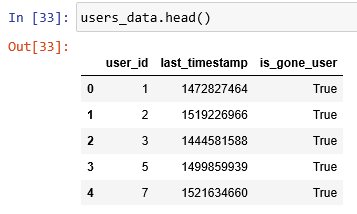 In [33]: users_data.head()
Out[33]:
user_id last_timestamp is_gone_user
0 1 1472827464 True
1 2 1519226966 True
2 3 1444581588 True
3 5 1499859939 True
4 7 1521634660 True